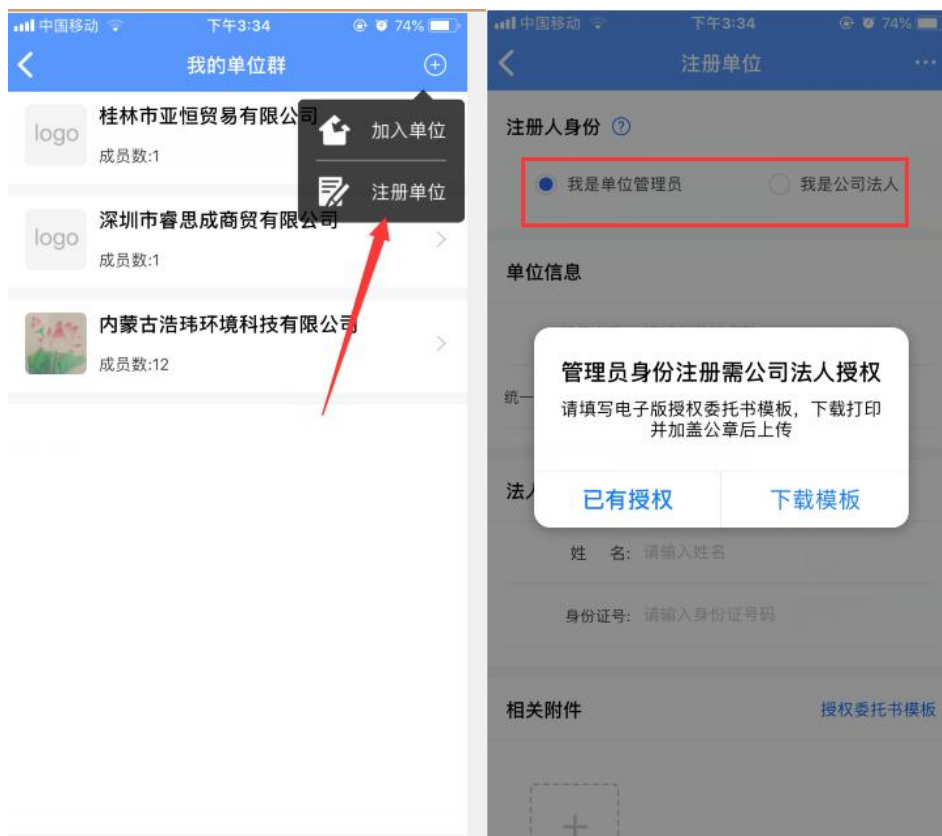 中国移动 下午3:34 74%
我的单位群
logo
桂林市亚恒贸易有限公司
成员数:1
加入单位
注册单位
logo
深圳市睿思成商贸有限公司
成员数:1
内蒙古浩玮环境科技有限公司
成员数:12
中国移动 下午3:34 74%
注册单位
注册人身份
我是单位管理员 我是公司法人
单位信息
管理员身份注册需公司法人授权
请填写电子版授权委托书模板，下载打印
并加盖公章后上传
统一
已有授权 下载模板
法人
姓 名: 请输入姓名
身份证号: 请输入身份证号码
相关附件 授权委托书模板